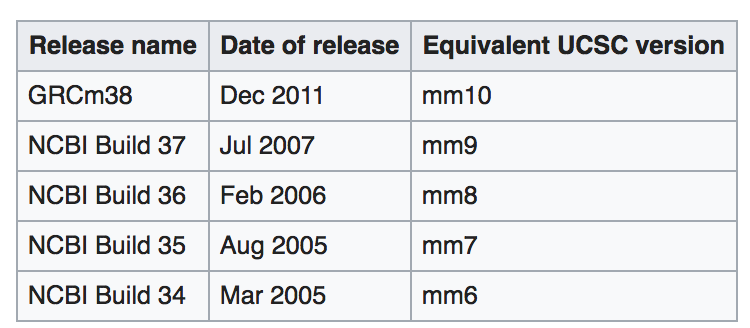 Release name Date of release Equivalent UCSC version
GRCm38 Dec 2011 mm10
NCBI Build 37 Jul 2007 mm9
NCBI Build 36 Feb 2006 mm8
NCBI Build 35 Aug 2005 mm7
NCBI Build 34 Mar 2005 mm6